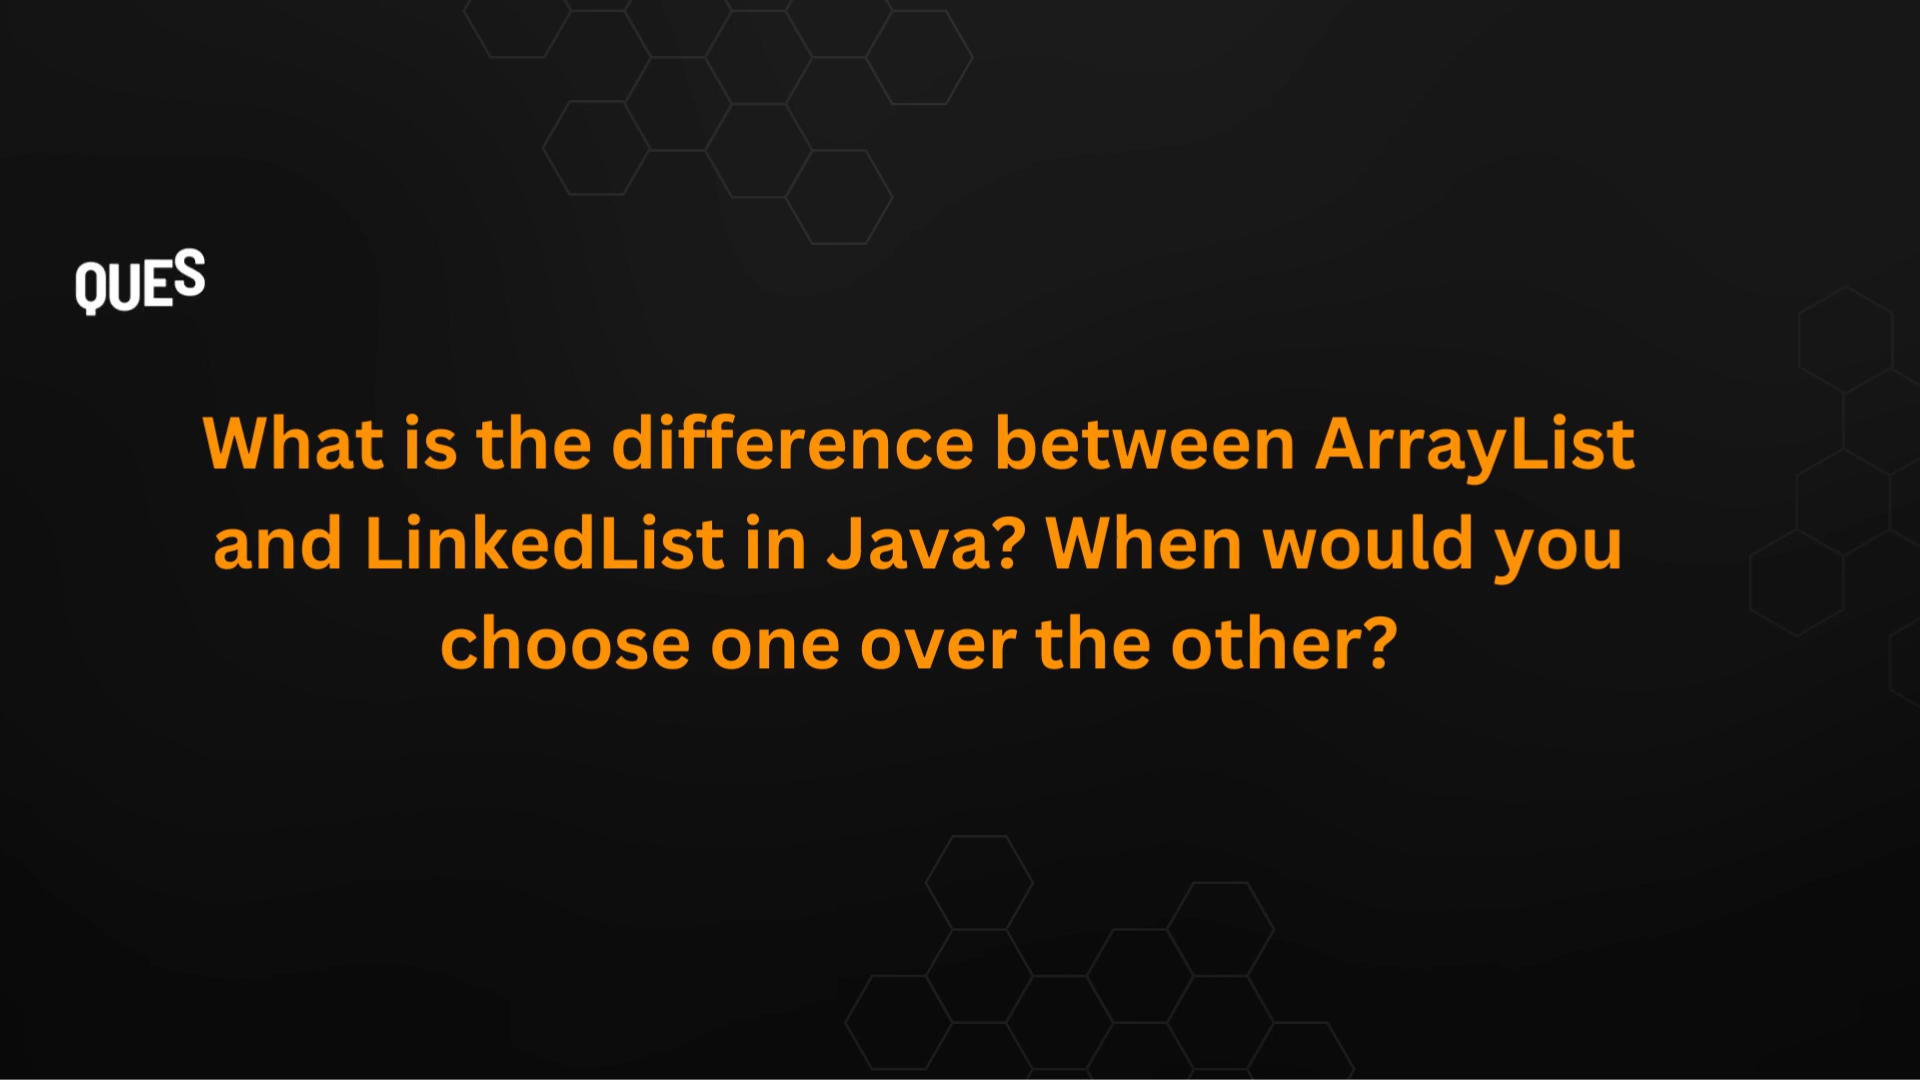 QUES
What is the difference between ArrayList
and LinkedList in Java? When would you
choose one over the other?